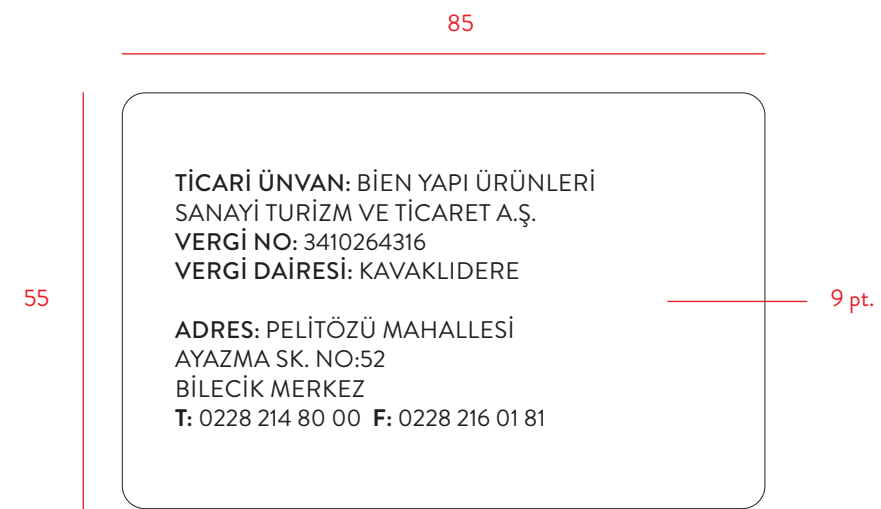 85
TİCARİ ÜNVAN: BİEN YAPI ÜRÜNLERİ
SANAYİ TURİZM VE TİCARET A.Ş.
VERGİ NO: 3410264316
VERGİ DAİRESİ: KAVAKLIDERE
55
9 pt.
ADRES: PELİTÖZÜ MAHALLESİ
AYAZMA SK. NO:52
BİLECİK MERKEZ
T: 0228 214 80 00 F: 0228 216 01 81